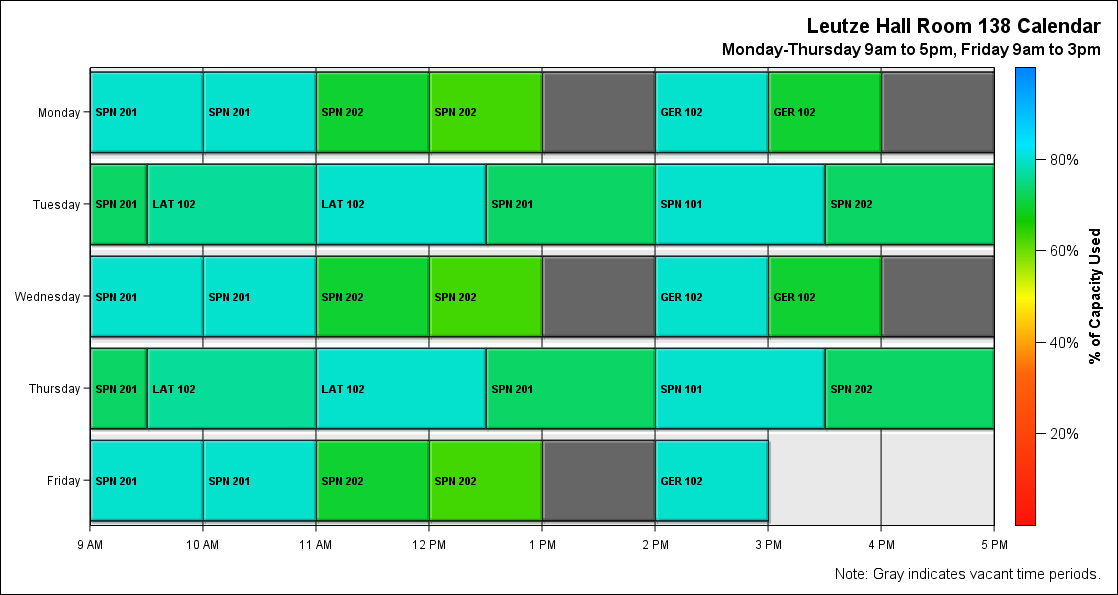 Leutze Hall Room 138 Calendar
Monday-Thursday 9am to 5pm, Friday 9am to 3pm
Monday
SPN 201
SPN 201
SPN 202
SPN 202
GER 102
GER 102
Tuesday
SPN 201
LAT 102
LAT 102
SPN 201
SPN 101
SPN 202
Wednesday
SPN 201
SPN 201
SPN 202
SPN 202
GER 102
GER 102
Thursday
SPN 201
LAT 102
LAT 102
SPN 201
SPN 101
SPN 202
Friday
SPN 201
SPN 201
SPN 202
SPN 202
GER 102
9 AM
10 AM
11 AM
12 PM
1 PM
2 PM
3 PM
4 PM
5 PM
80%
60%
40%
20%
% of Capacity Used
Note: Gray indicates vacant time periods.